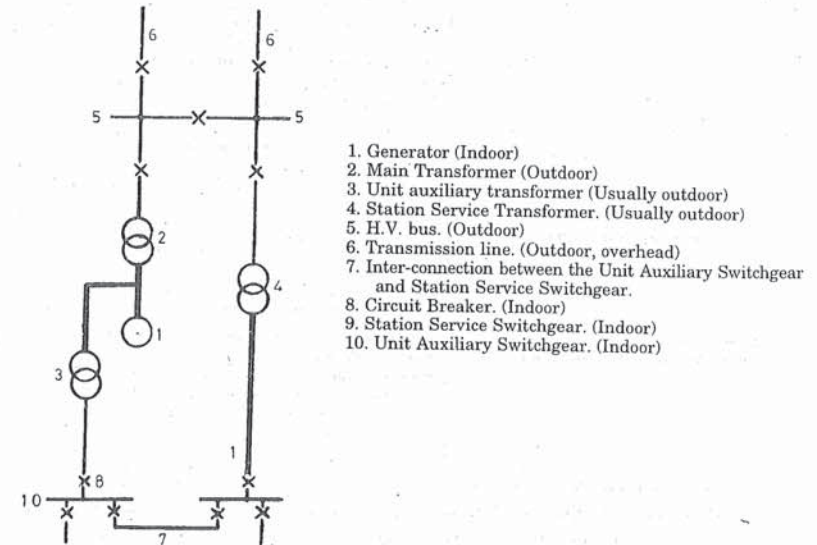 6
6
5
5
2
4
1
3
1
8
10
7
1. Generator (Indoor)
2. Main Transformer (Outdoor)
3. Unit auxiliary transformer (Usually outdoor)
4. Station Service Transformer. (Usually outdoor)
5. H.V. bus. (Outdoor)
6. Transmission line. (Outdoor, overhead)
7. Inter-connection between the Unit Auxiliary Switchgear
and Station Service Switchgear.
8. Circuit Breaker. (Indoor)
9. Station Service Switchgear. (Indoor)
10. Unit Auxiliary Switchgear. (Indoor)